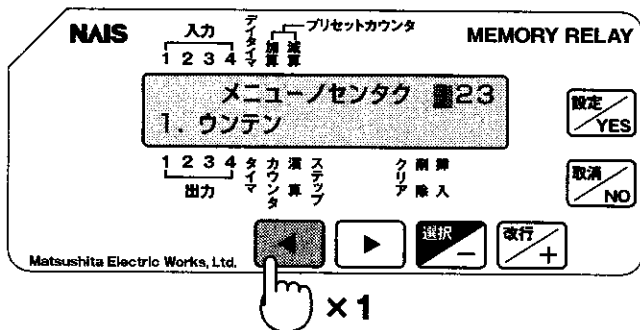 NAIS
入力
1 2 3 4
デイタイマ
加算
減算
プリセットカウンタ
MEMORY RELAY
メニューノセンタク 23
1. ウンテン
設定
YES
1 2 3 4
出力
タイマ
カウンタ
演算
ステップ
クリア
削除
挿入
取消
NO
選択
−
改行
+
Matsushita Electric Works, Ltd.
×1